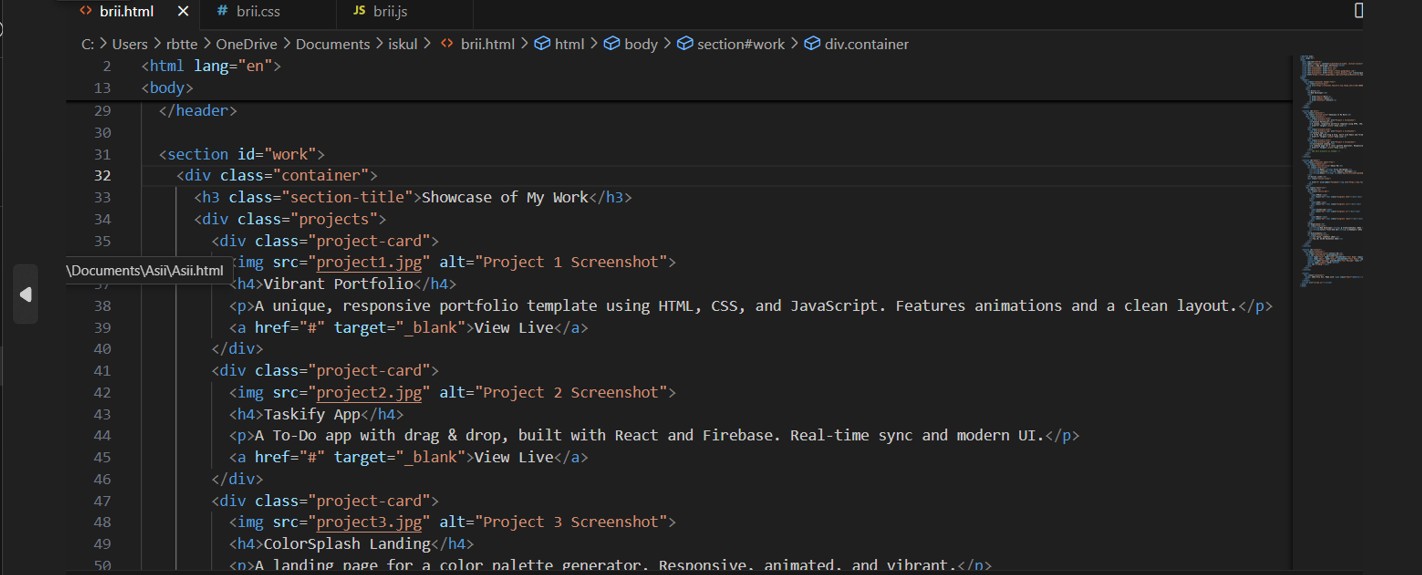 <> brii.html × # brii.css JS brii.js
C: > Users > rbtte > OneDrive > Documents > iskul > <> brii.html > html > body > section#work > div.container
2 <html lang="en">
13 <body>
29 </header>
30
31 <section id="work">
32 <div class="container">
33 <h3 class="section-title">Showcase of My Work</h3>
34 <div class="projects">
35 <div class="project-card">
\Documents\Asii\Asii.html
img src="project1.jpg" alt="Project 1 Screenshot">
37 <h4>Vibrant Portfolio</h4>
38 <p>A unique, responsive portfolio template using HTML, CSS, and JavaScript. Features animations and a clean layout.</p>
39 <a href="#" target="_blank">View Live</a>
40 </div>
41 <div class="project-card">
42 <img src="project2.jpg" alt="Project 2 Screenshot">
43 <h4>Taskify App</h4>
44 <p>A To-Do app with drag & drop, built with React and Firebase. Real-time sync and modern UI.</p>
45 <a href="#" target="_blank">View Live</a>
46 </div>
47 <div class="project-card">
48 <img src="project3.jpg" alt="Project 3 Screenshot">
49 <h4>ColorSplash Landing</h4>
50 <p>A landing page for a color palette generator. Responsive, animated, and vibrant.</p>